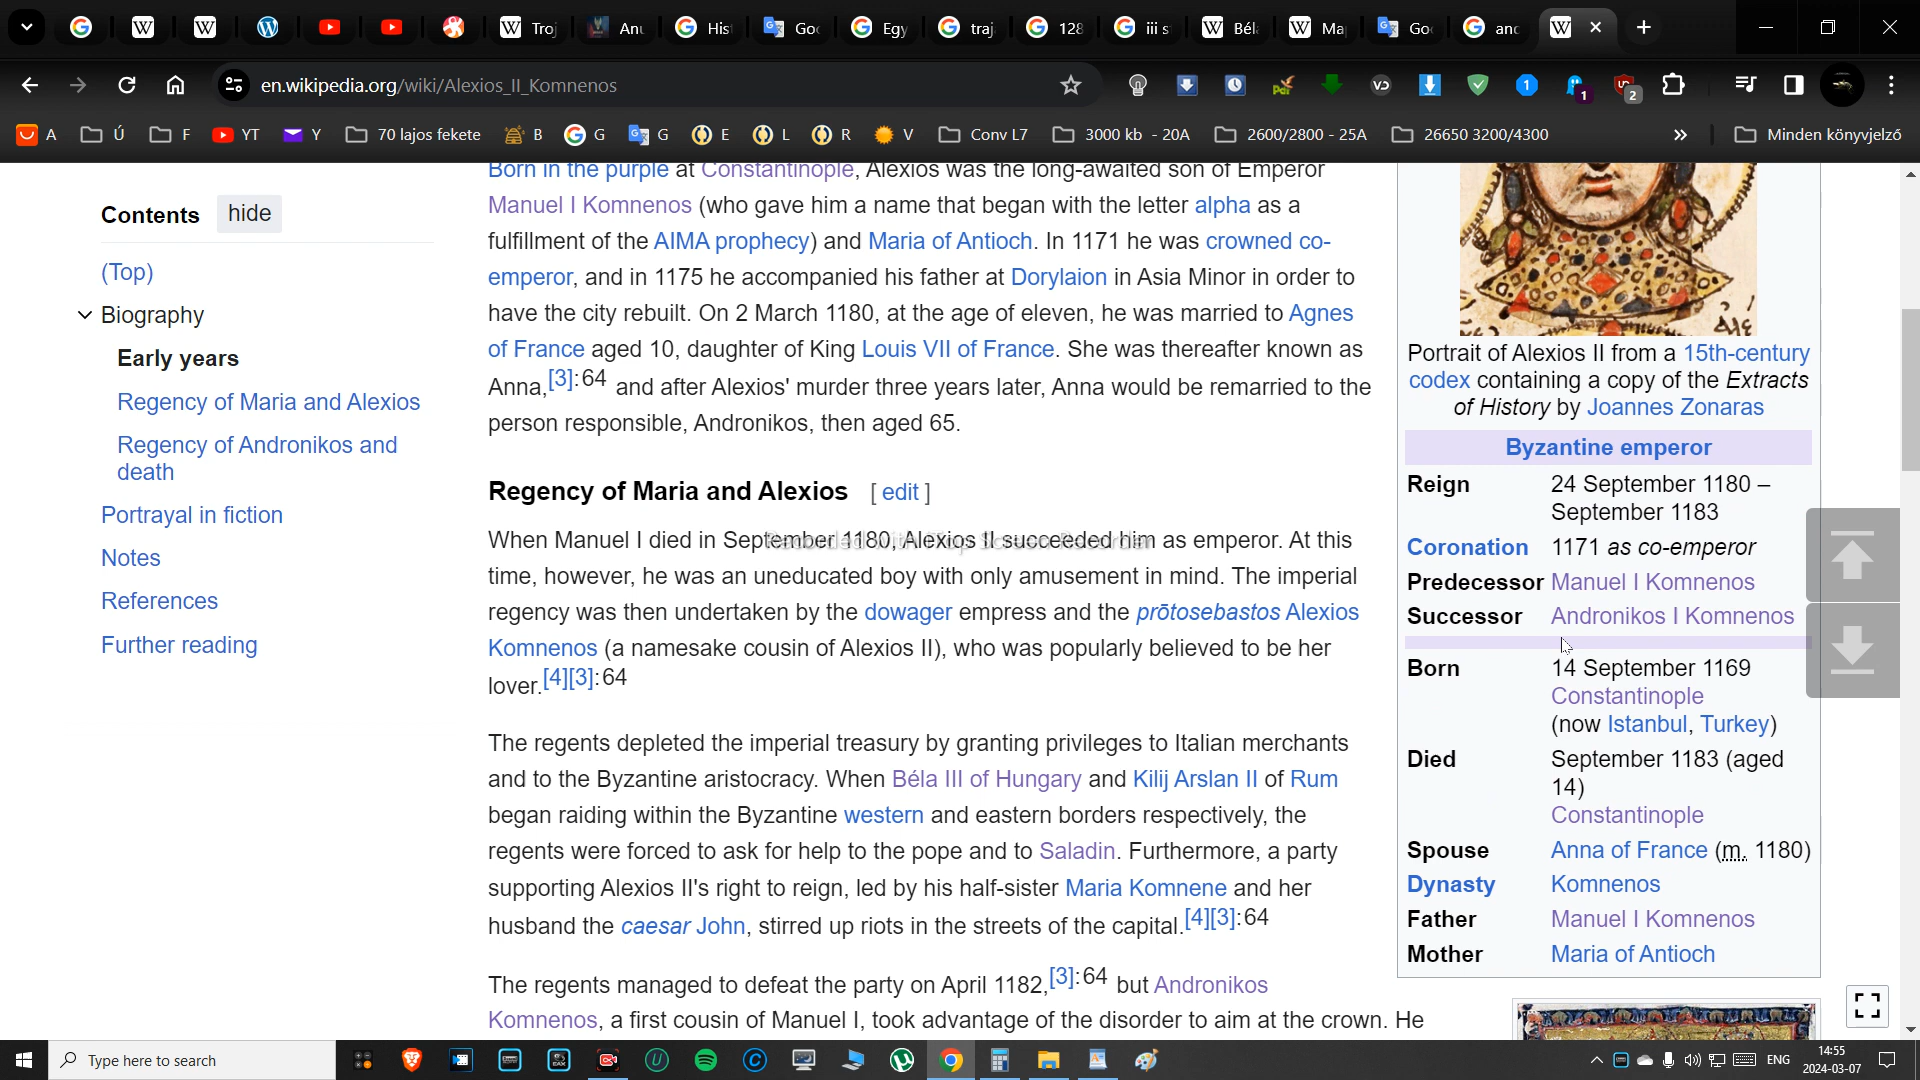 Troj
Anu
Hist
Goo
Egy
traj
128
iii s
Bél
Ma
Go
and
en.wikipedia.org/wiki/Alexios_II_Komnenos
1
2
A
Ú
F
YT
Y
70 lajos fekete
B
G
G
E
L
R
V
Conv L7
3000 kb - 20A
2600/2800 - 25A
26650 3200/4300
»
Minden könyvjelző
Contents hide
(Top)
Biography
Early years
Regency of Maria and Alexios
Regency of Andronikos and
death
Portrayal in fiction
Notes
References
Further reading
Born in the purple at Constantinople, Alexios was the long-awaited son of Emperor
Manuel I Komnenos (who gave him a name that began with the letter alpha as a
fulfillment of the AIMA prophecy) and Maria of Antioch. In 1171 he was crowned co-
emperor, and in 1175 he accompanied his father at Dorylaion in Asia Minor in order to
have the city rebuilt. On 2 March 1180, at the age of eleven, he was married to Agnes
of France aged 10, daughter of King Louis VII of France. She was thereafter known as
Anna,[3]:64 and after Alexios' murder three years later, Anna would be remarried to the
person responsible, Andronikos, then aged 65.
Regency of Maria and Alexios [ edit ]
When Manuel I died in September 1180, Alexios II succeeded him as emperor. At this
time, however, he was an uneducated boy with only amusement in mind. The imperial
regency was then undertaken by the dowager empress and the prōtosebastos Alexios
Komnenos (a namesake cousin of Alexios II), who was popularly believed to be her
lover.[4][3]:64
The regents depleted the imperial treasury by granting privileges to Italian merchants
and to the Byzantine aristocracy. When Béla III of Hungary and Kilij Arslan II of Rum
began raiding within the Byzantine western and eastern borders respectively, the
regents were forced to ask for help to the pope and to Saladin. Furthermore, a party
supporting Alexios II's right to reign, led by his half-sister Maria Komnene and her
husband the caesar John, stirred up riots in the streets of the capital.[4][3]:64
The regents managed to defeat the party on April 1182,[3]:64 but Andronikos
Komnenos, a first cousin of Manuel I, took advantage of the disorder to aim at the crown. He
Recorded with iTop Screen Recorder
Portrait of Alexios II from a 15th-century
codex containing a copy of the Extracts
of History by Joannes Zonaras
Byzantine emperor
Reign 24 September 1180 –
September 1183
Coronation 1171 as co-emperor
Predecessor Manuel I Komnenos
Successor Andronikos I Komnenos
Born 14 September 1169
Constantinople
(now Istanbul, Turkey)
Died September 1183 (aged
14)
Constantinople
Spouse Anna of France (m. 1180)
Dynasty Komnenos
Father Manuel I Komnenos
Mother Maria of Antioch
Type here to search
ENG
14:55
2024-03-07